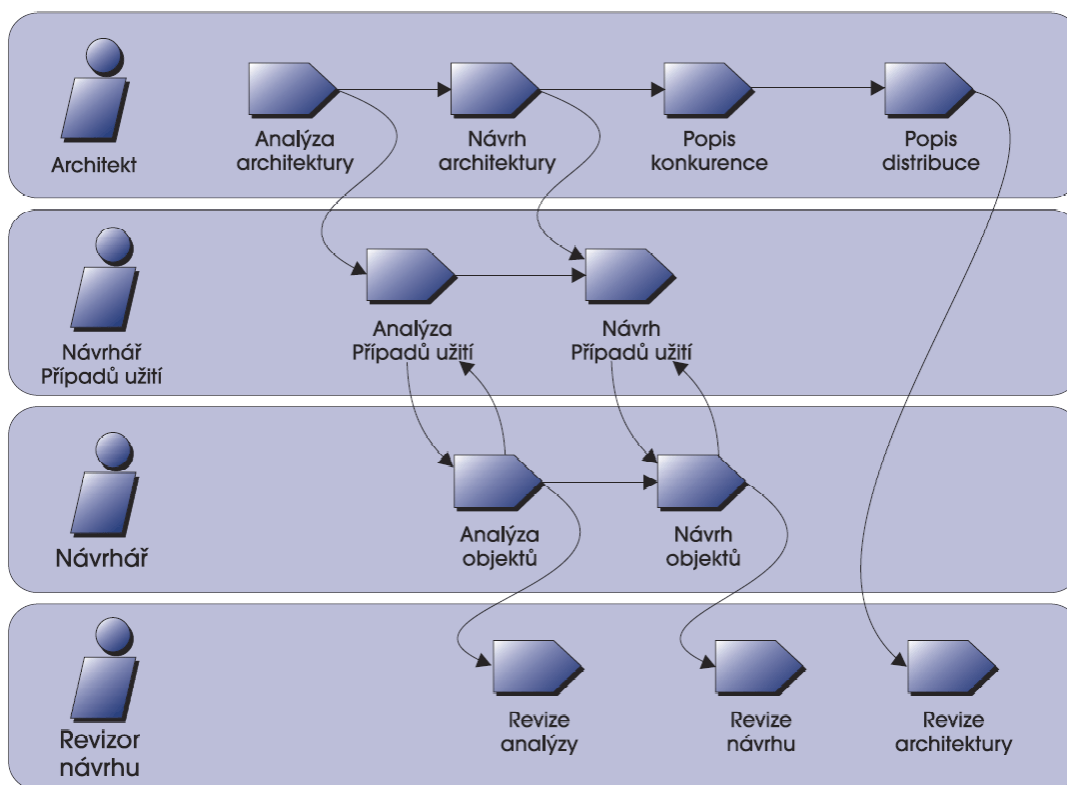 Architekt
Analýza
architektury
Návrh
architektury
Popis
konkurence
Popis
distribuce
Návrhář
Případů užití
Analýza
Případů užití
Návrh
Případů užití
Návrhář
Analýza
objektů
Návrh
objektů
Revizor
návrhu
Revize
analýzy
Revize
návrhu
Revize
architektury